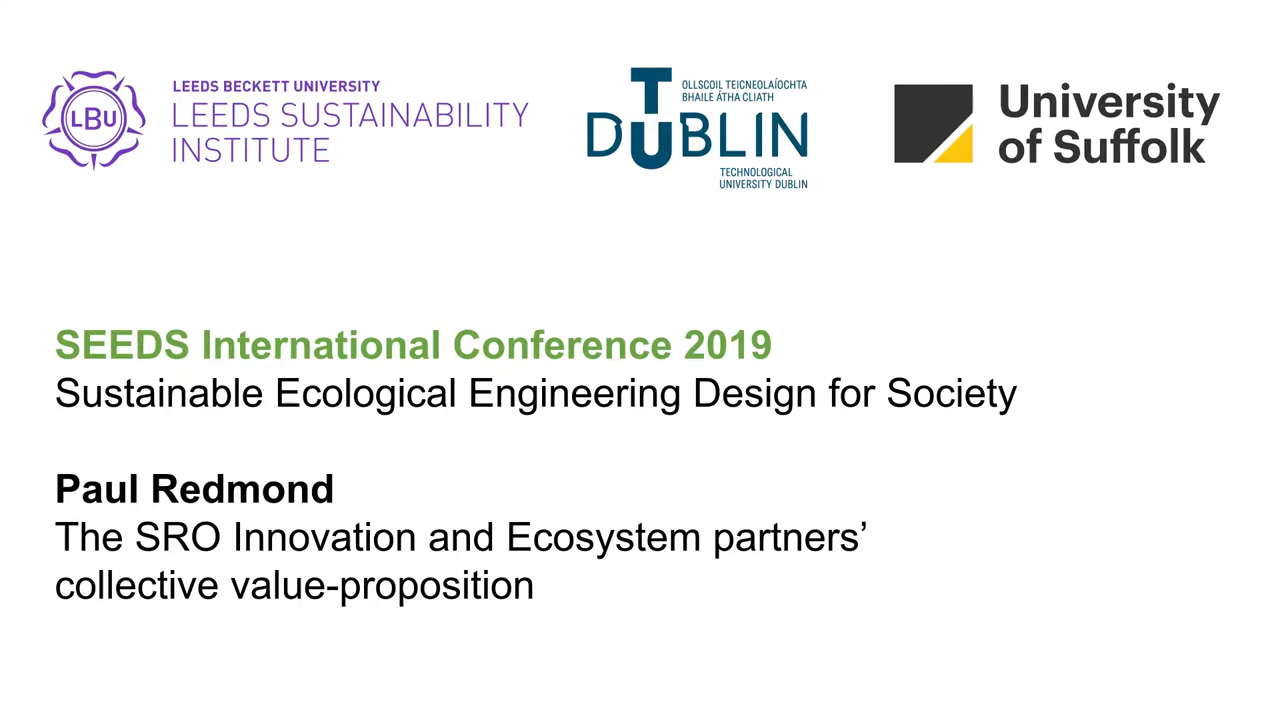 LBU
LEEDS BECKETT UNIVERSITY
LEEDS SUSTAINABILITY
INSTITUTE
OLLSCOIL TEICNEOLAÍOCHTA
BHAILE ÁTHA CLIATH
TU DUBLIN
TECHNOLOGICAL
UNIVERSITY DUBLIN
University
of Suffolk
SEEDS International Conference 2019
Sustainable Ecological Engineering Design for Society
Paul Redmond
The SRO Innovation and Ecosystem partners’
collective value-proposition